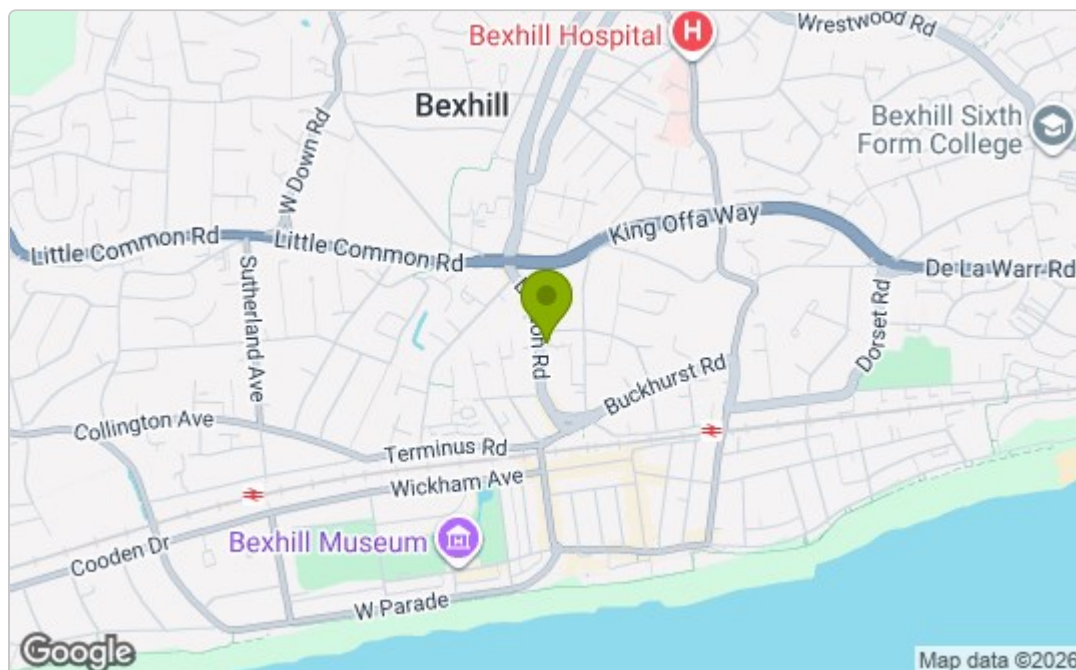 Wrestwood Rd
Bexhill Hospital
H
Bexhill
Bexhill Sixth
Form College
W Down Rd
King Offa Way
Little Common Rd
Little Common Rd
De La Warr Rd
Sutherland Ave
Dorset Rd
Buckhurst Rd
Collington Ave
Terminus Rd
Wickham Ave
Bexhill Museum
Cooden Dr
W Parade
Google
Map data ©2026